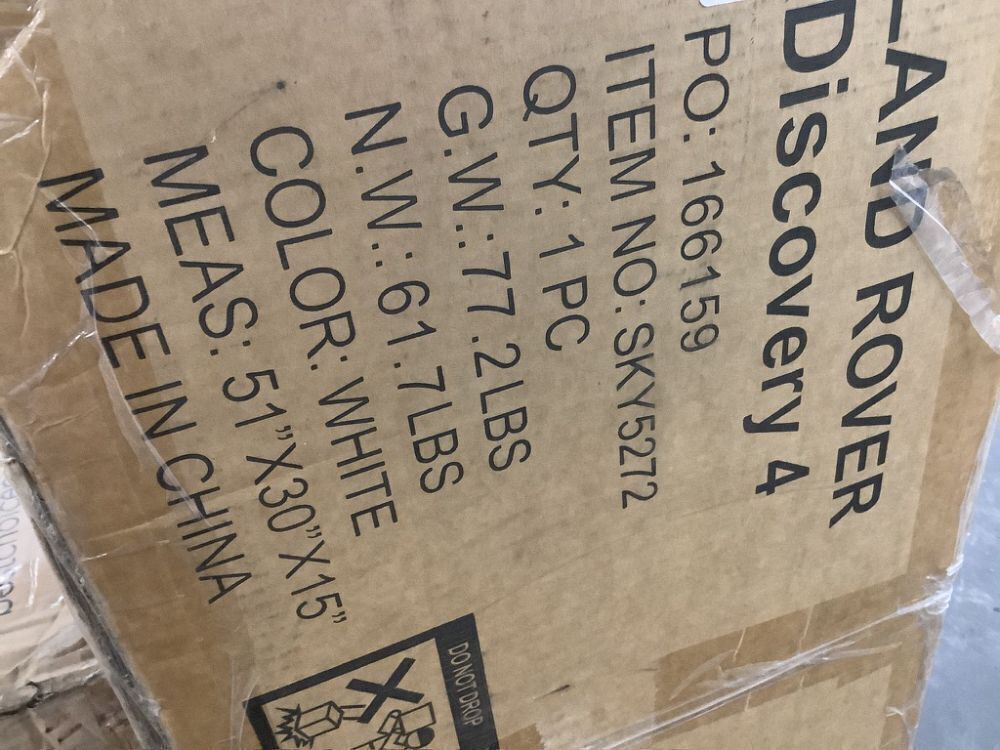 LAND ROVER
Discovery 4
PO: 166159
ITEM NO: SKY5272
QTY: 1 PC
G.W.: 77.2LBS
N.W.: 61.7LBS
COLOR: WHITE
MEAS: 51”X30”X15”
MADE IN CHINA
DO NOT DROP